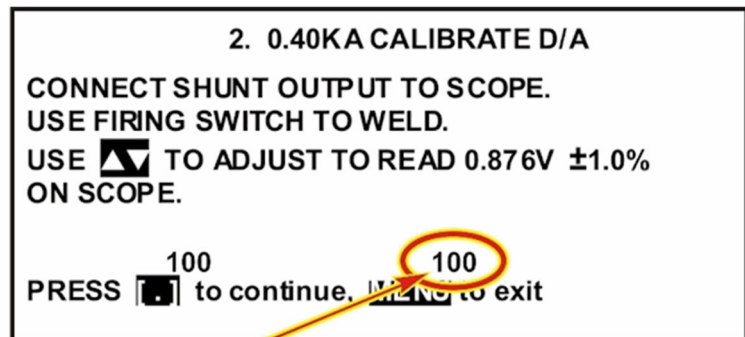 2. 0.40KA CALIBRATE D/A
CONNECT SHUNT OUTPUT TO SCOPE.
USE FIRING SWITCH TO WELD.
USE ▲▼ TO ADJUST TO READ 0.876V ±1.0%
ON SCOPE.
100 100
PRESS [.] to continue, MENU to exit